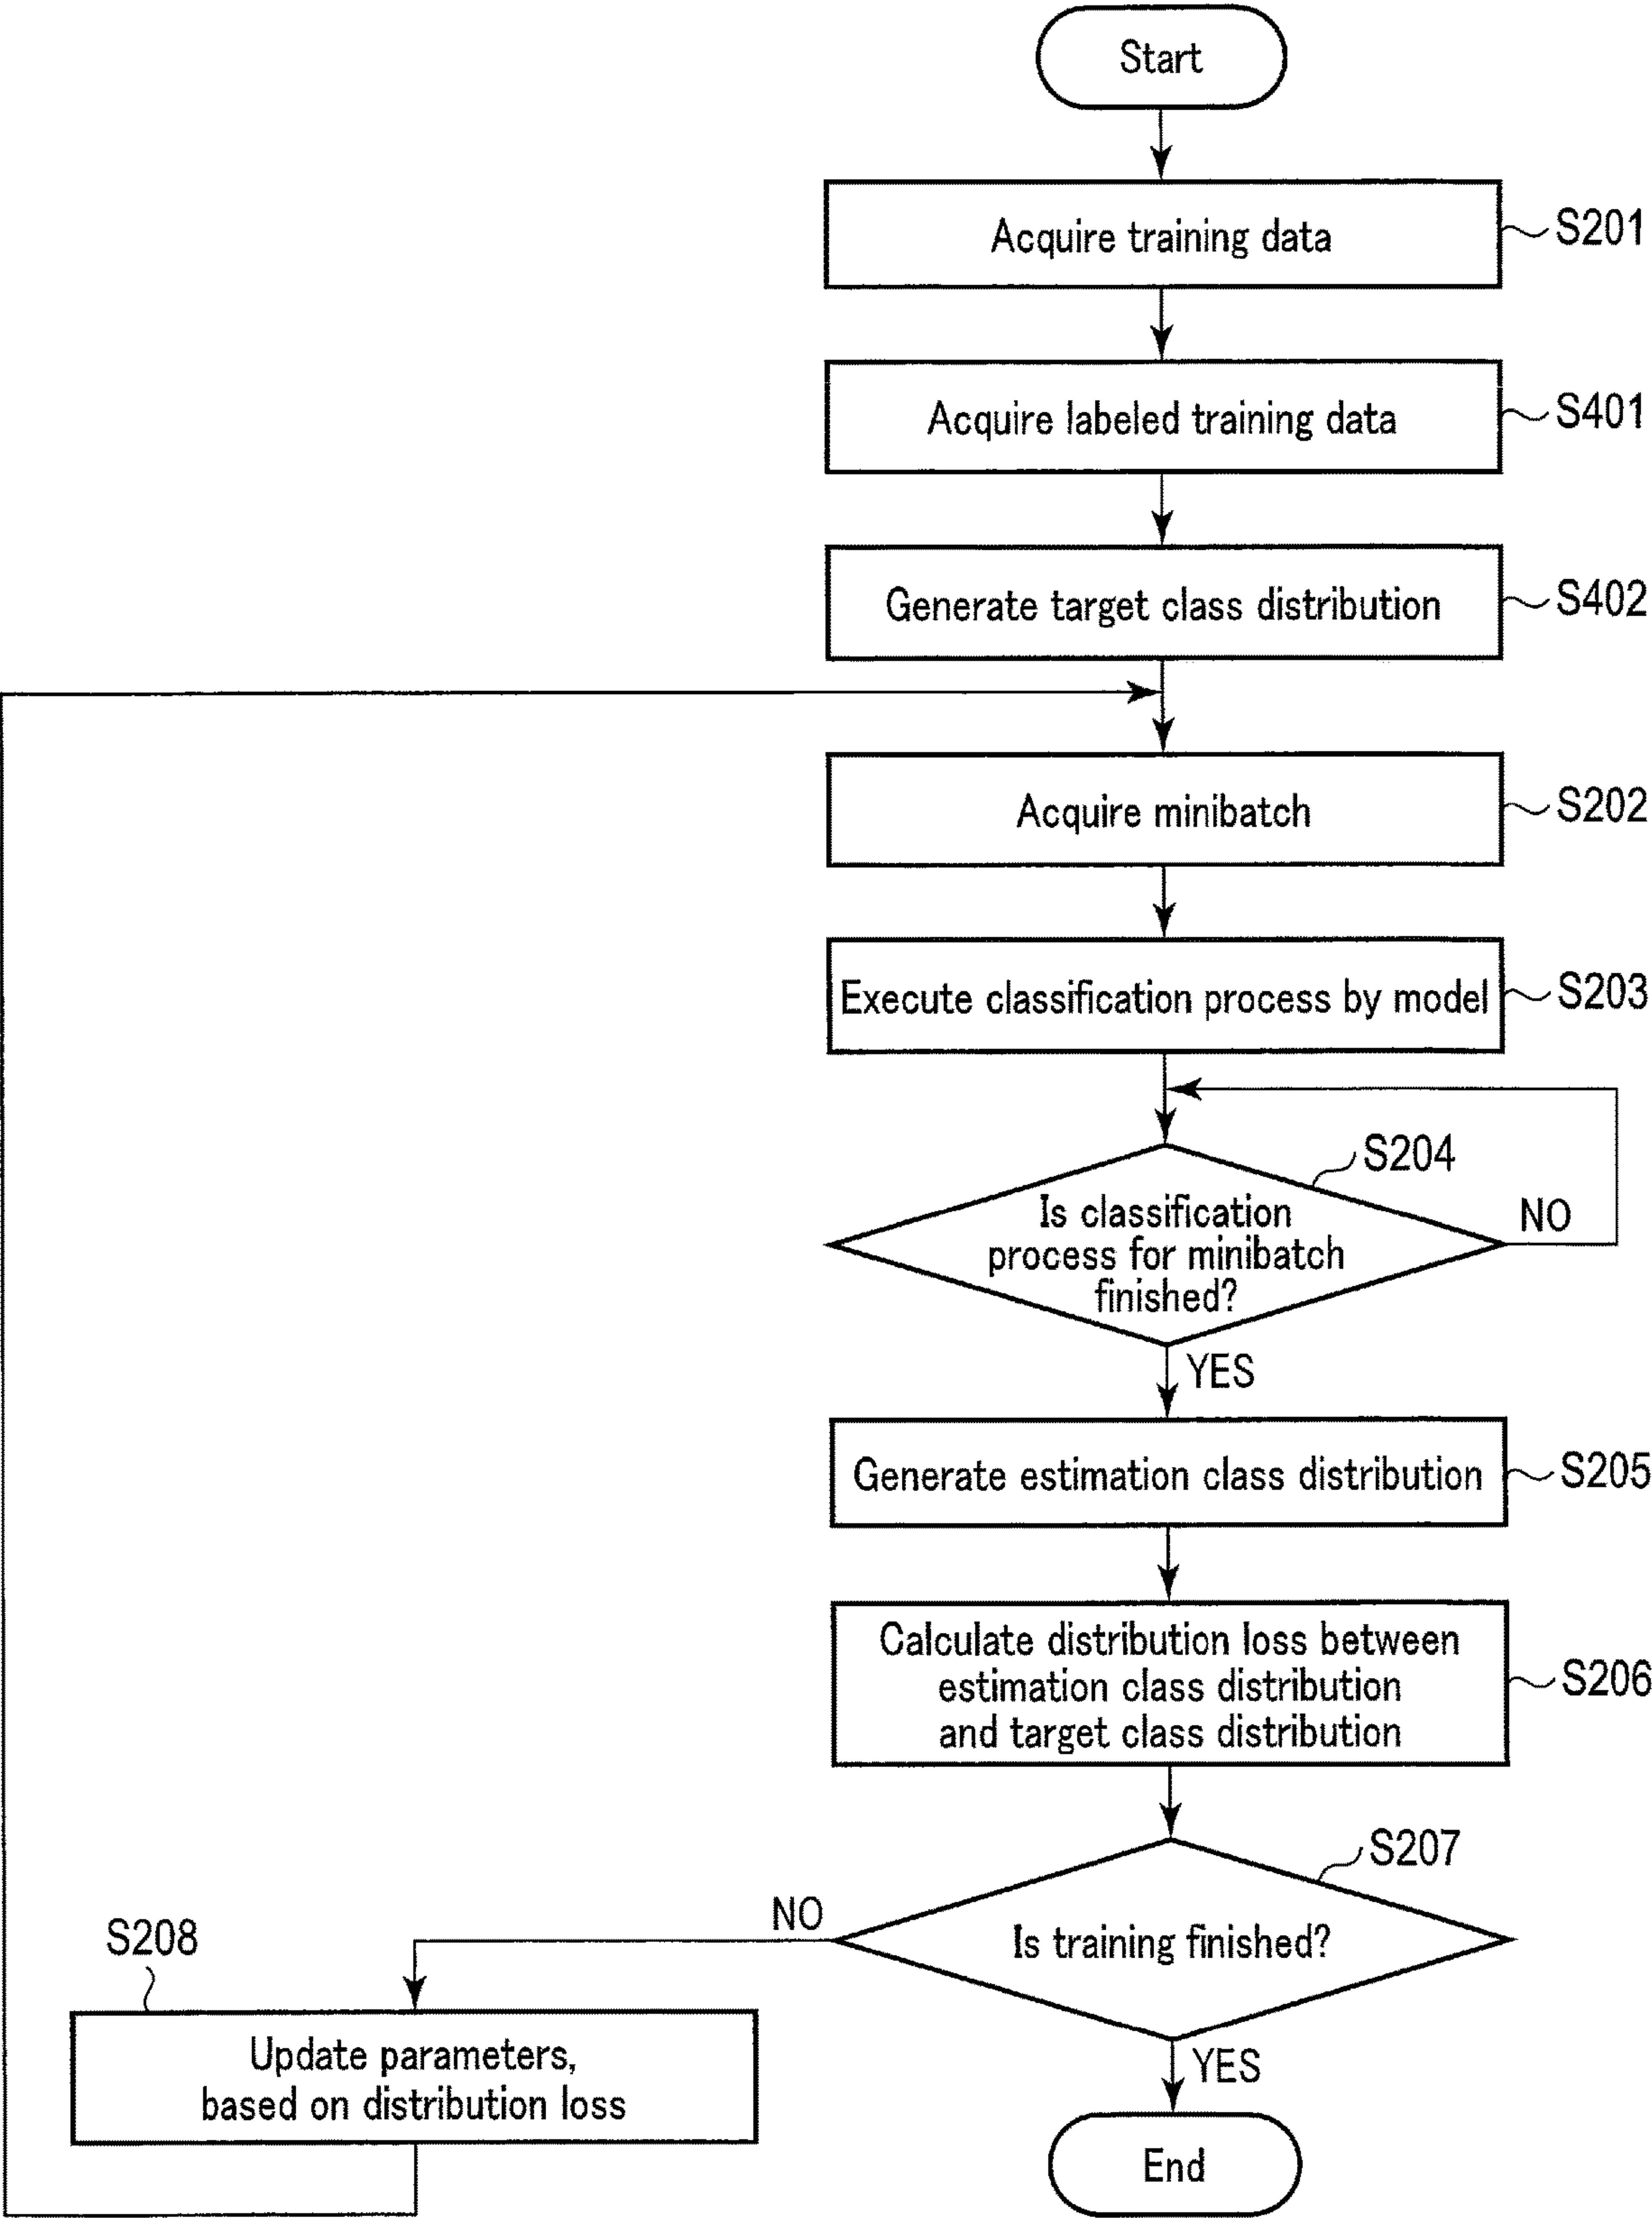 Start
Acquire training data
S201
Acquire labeled training data
S401
Generate target class distribution
S402
Acquire minibatch
S202
Execute classification process by model
S203
S204
Is classification
process for minibatch
finished?
NO
YES
Generate estimation class distribution
S205
Calculate distribution loss between
estimation class distribution
and target class distribution
S206
S207
Is training finished?
NO
S208
Update parameters,
based on distribution loss
YES
End